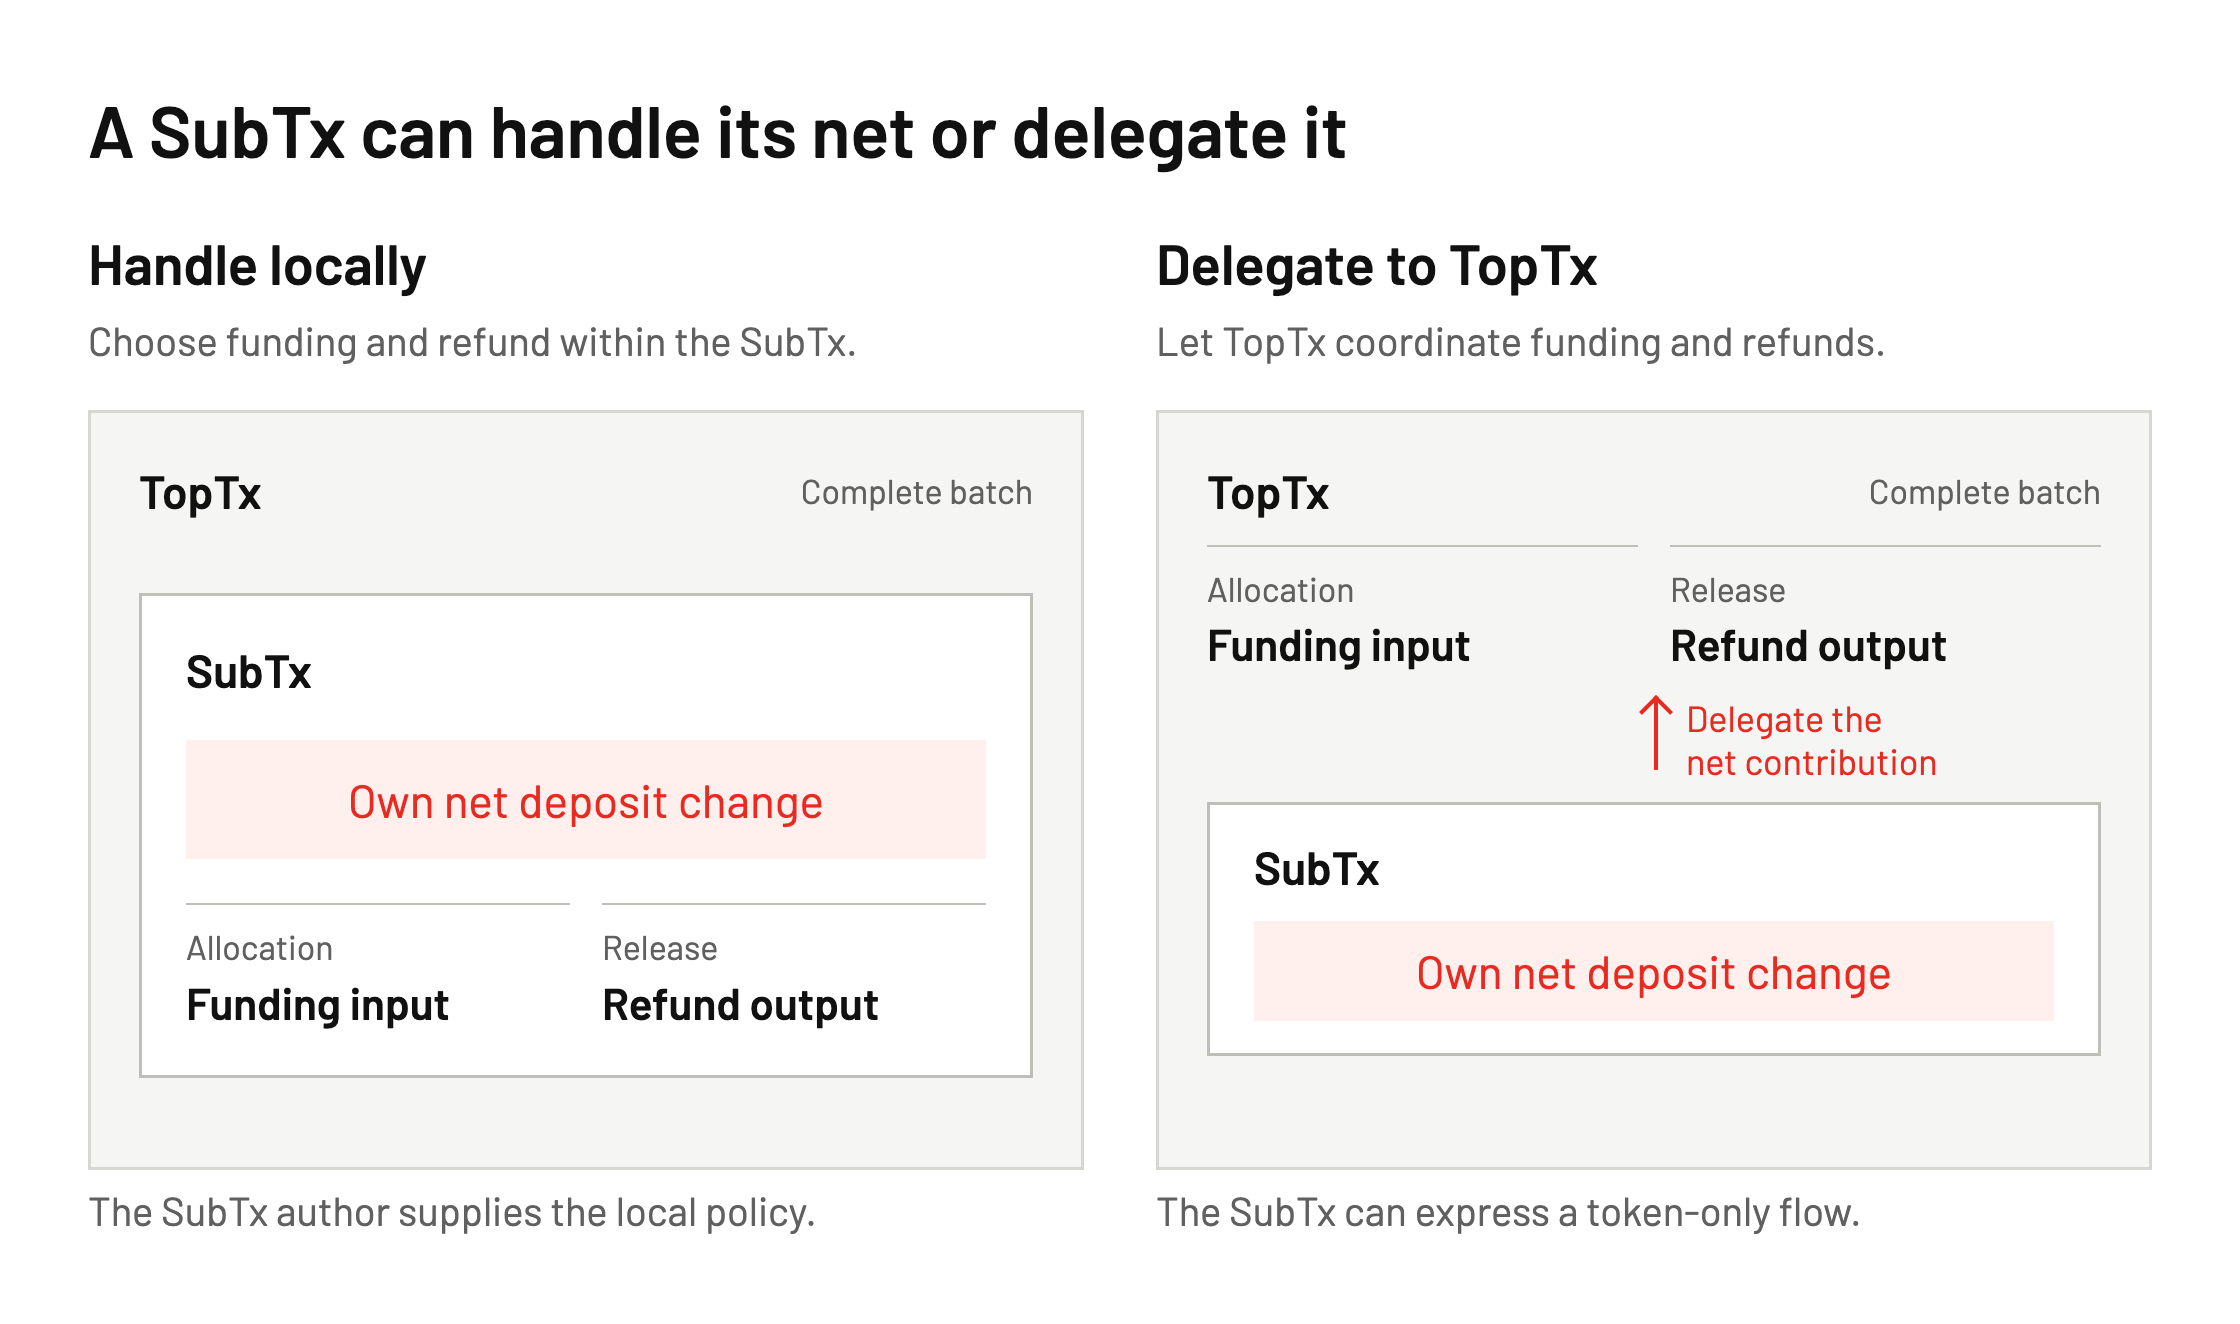 A SubTx can handle its net or delegate it
Handle locally
Choose funding and refund within the SubTx.
TopTx
Complete batch
SubTx
Own net deposit change
Allocation
Funding input
Release
Refund output
The SubTx author supplies the local policy.
Delegate to TopTx
Let TopTx coordinate funding and refunds.
TopTx
Complete batch
Allocation
Funding input
Release
Refund output
Delegate the
net contribution
SubTx
Own net deposit change
The SubTx can express a token-only flow.